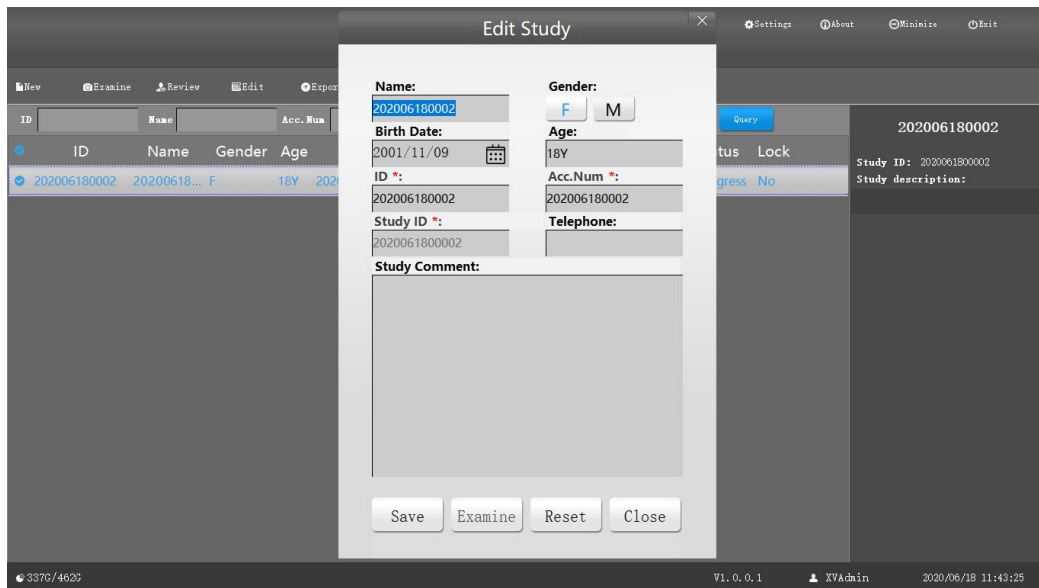 Edit Study
Settings About Minimize Exit
New Examine Review Edit Expor
ID Name Acc.Num Query
ID Name Gender Age tus Lock
202006180002 20200618... F 18Y 202 gress No
Name: Gender:
202006180002 F M
Birth Date: Age:
2001/11/09 18Y
ID *: Acc.Num *:
202006180002 202006180002
Study ID *: Telephone:
2020061800002
Study Comment:
Save Examine Reset Close
202006180002
Study ID: 2020061800002
Study description:
337G/462G V1.0.0.1 XVAdmin 2020/06/18 11:43:25